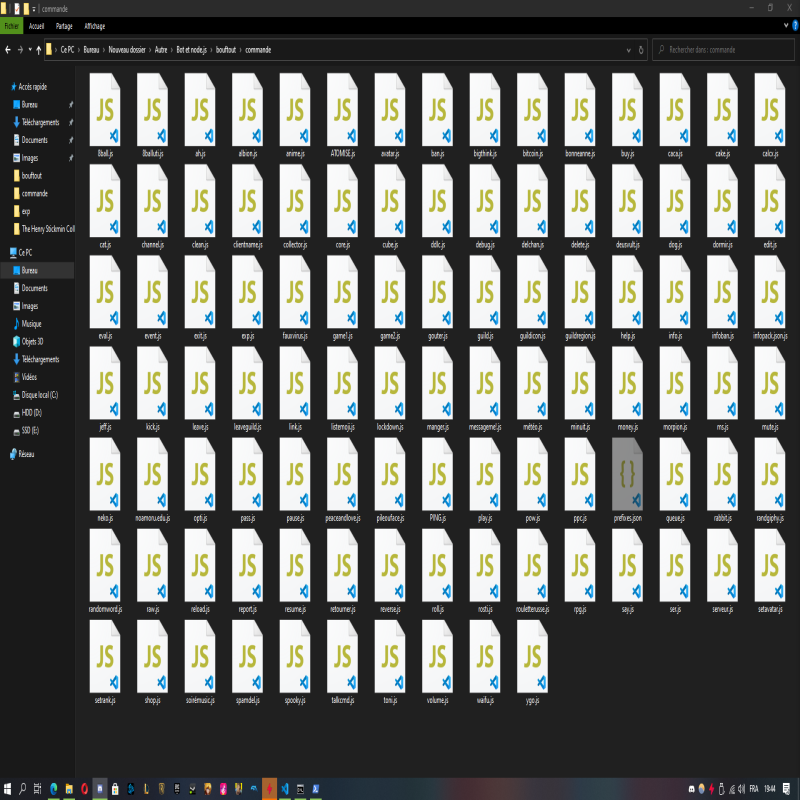 commande
Fichier Accueil Partage Affichage
Ce PC Bureau Nouveau dossier Autre Bot et node.js bouftout commande
Rechercher dans : commande
Accès rapide
Bureau
Téléchargements
Documents
Images
bouftout
commande
exp
The Henry Stickmin Coll
Ce PC
Bureau
Documents
Images
Musique
Objets 3D
Téléchargements
Vidéos
Disque local (C:)
HDD (D:)
SSD (E:)
Réseau
8ball.js 8ballutf.js ah.js albion.js anime.js ATOMISE.js avatar.js ban.js bigthink.js bitcoin.js bonneanne.js buy.js caca.js cake.js calcv.js
cat.js channel.js clean.js clientname.js collector.js core.js cube.js ddlc.js debug.js delchan.js delete.js deusvult.js dog.js dormir.js edit.js
eval.js event.js exit.js exp.js fauxvirus.js game1.js game2.js gouter.js guild.js guildicon.js guildregion.js help.js info.js infoban.js infopack.json.js
jeff.js kick.js leave.js leaveguild.js link.js listemoji.js lockdown.js manger.js messageme!.js météo.js minuit.js money.js morpion.js ms.js mute.js
neko.js noamoru.edu.js opti.js pass.js pause.js peaceandlove.js pileouface.js PING.js play.js pow.js ppc.js prefixes.json queue.js rabbit.js randgiphy.js
randomword.js raw.js reload.js report.js resume.js retourner.js reverse.js roll.js rosti.js rouletterusse.js rpg.js say.js ser.js serveur.js setavatar.js
setrank.js shop.js soirémusic.js spamdel.js spooky.js talkcmd.js toni.js volume.js waifu.js ygo.js
FRA 19:44